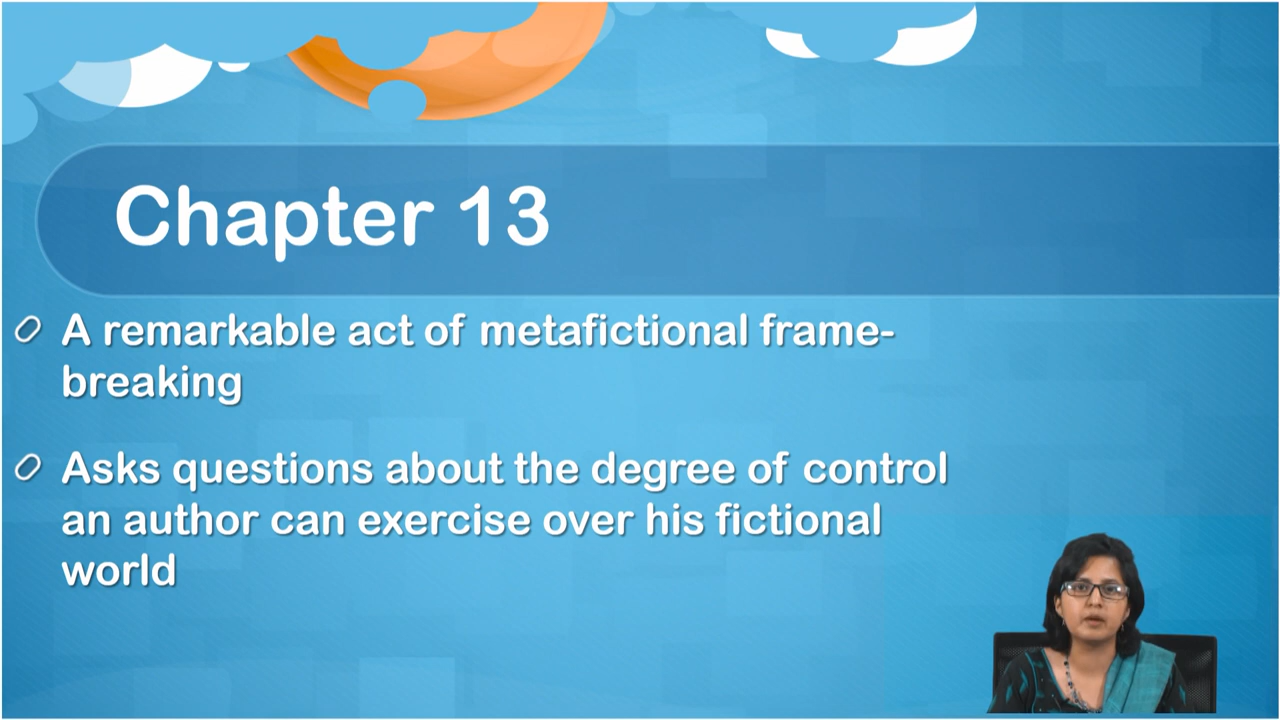 Chapter 13
A remarkable act of metafictional frame-
breaking
Asks questions about the degree of control
an author can exercise over his fictional
world